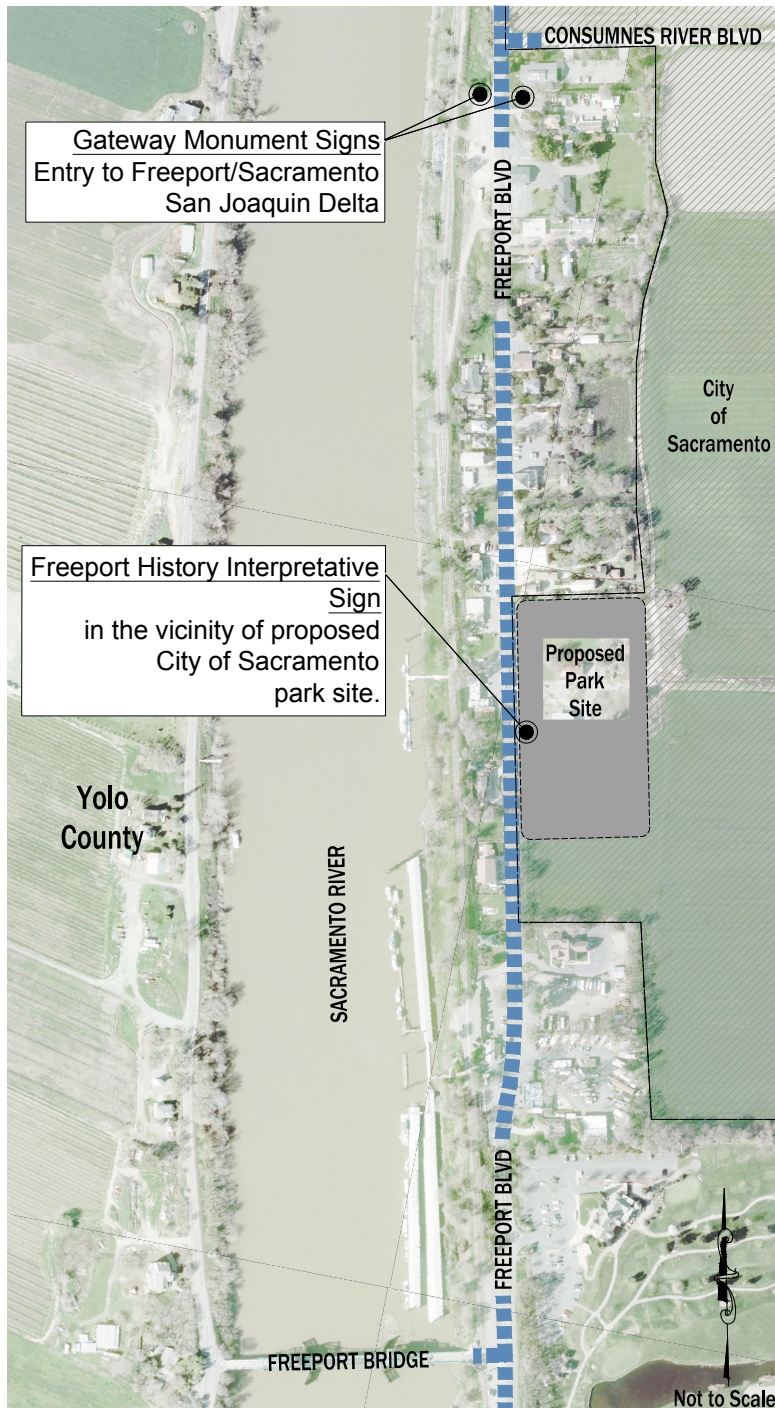 CONSUMNES RIVER BLVD
Gateway Monument Signs
Entry to Freeport/Sacramento
San Joaquin Delta
FREEPORT BLVD
City
of
Sacramento
Freeport History Interpretative
Sign
in the vicinity of proposed
City of Sacramento
park site.
Proposed
Park
Site
Yolo
County
SACRAMENTO RIVER
FREEPORT BLVD
FREEPORT BRIDGE
Not to Scale